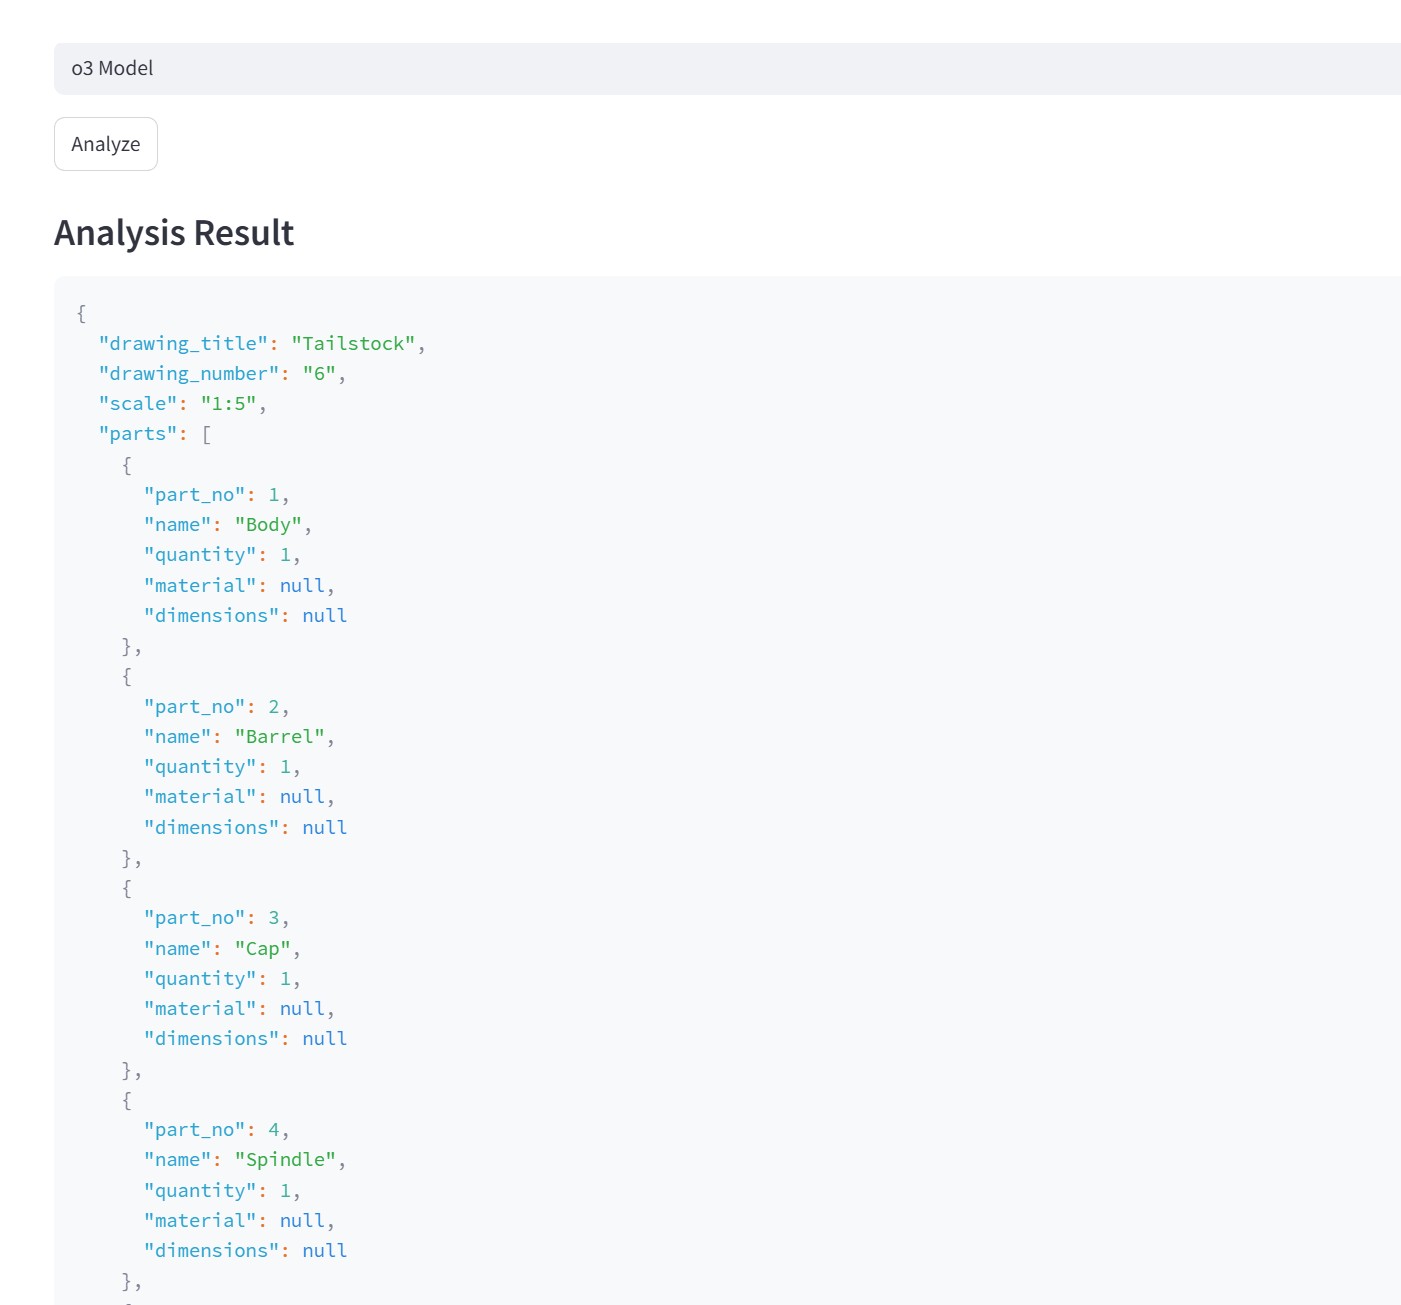 o3 Model
Analyze
Analysis Result
{
  "drawing_title": "Tailstock",
  "drawing_number": "6",
  "scale": "1:5",
  "parts": [
    {
      "part_no": 1,
      "name": "Body",
      "quantity": 1,
      "material": null,
      "dimensions": null
    },
    {
      "part_no": 2,
      "name": "Barrel",
      "quantity": 1,
      "material": null,
      "dimensions": null
    },
    {
      "part_no": 3,
      "name": "Cap",
      "quantity": 1,
      "material": null,
      "dimensions": null
    },
    {
      "part_no": 4,
      "name": "Spindle",
      "quantity": 1,
      "material": null,
      "dimensions": null
    },